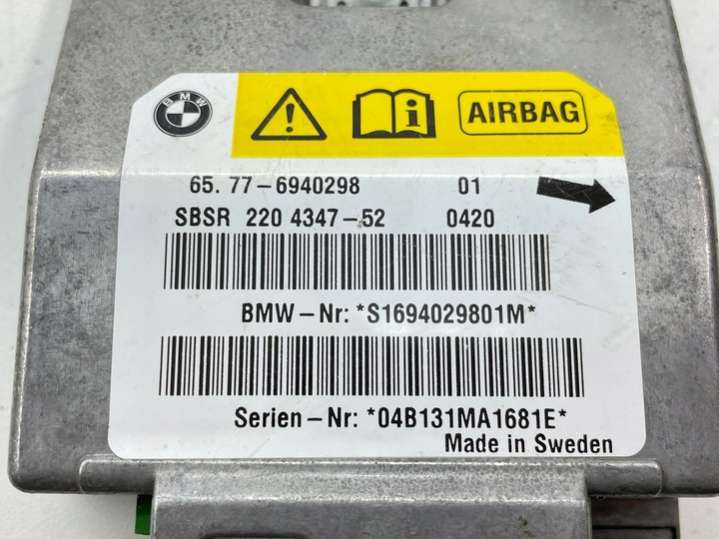 BMW
AIRBAG
65. 77-6940298 01
SBSR 220 4347-52 0420
BMW-Nr: *S1694029801M*
Serien-Nr: *04B131MA1681E*
Made in Sweden